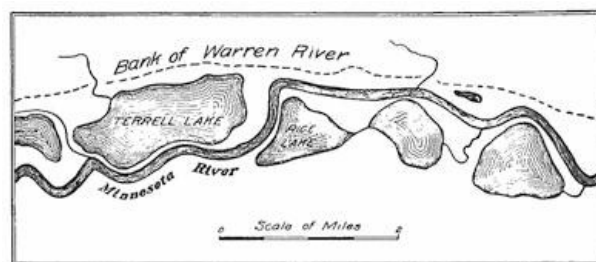 Bank of Warren River
TERRELL LAKE
RICE LAKE
Minnesota River
Scale of Miles
0 2